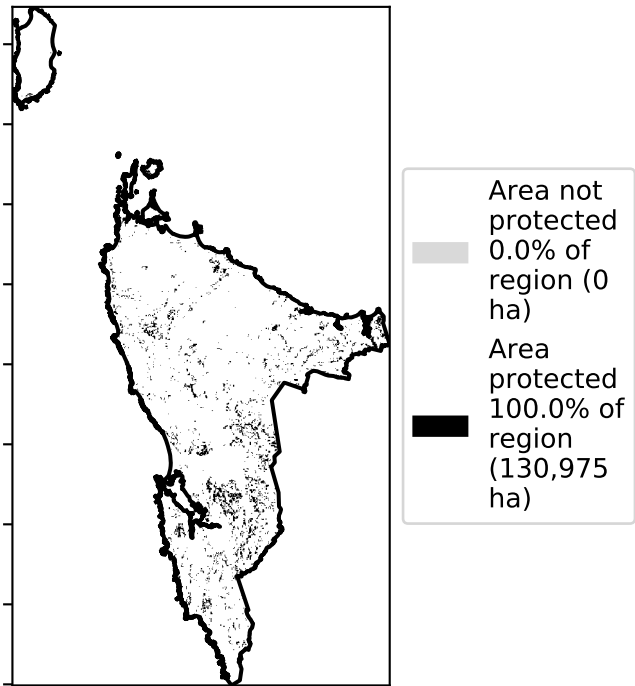 Area not
protected
0.0% of
region (0
ha)
Area
protected
100.0% of
region
(130,975
ha)